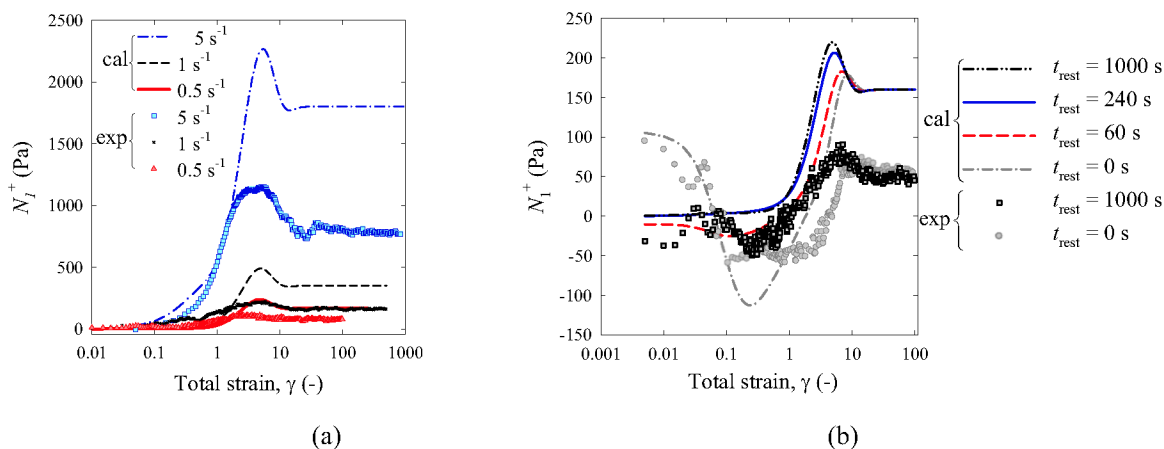 2500
2000
1500
1000
500
0
N1+ (Pa)
cal
5 s-1
1 s-1
0.5 s-1
exp
5 s-1
1 s-1
0.5 s-1
0.01 0.1 1 10 100 1000
Total strain, γ (-)
(a)
250
200
150
100
50
0
-50
-100
-150
N1+ (Pa)
0.001 0.01 0.1 1 10 100
Total strain, γ (-)
(b)
cal
trest = 1000 s
trest = 240 s
trest = 60 s
trest = 0 s
exp
trest = 1000 s
trest = 0 s